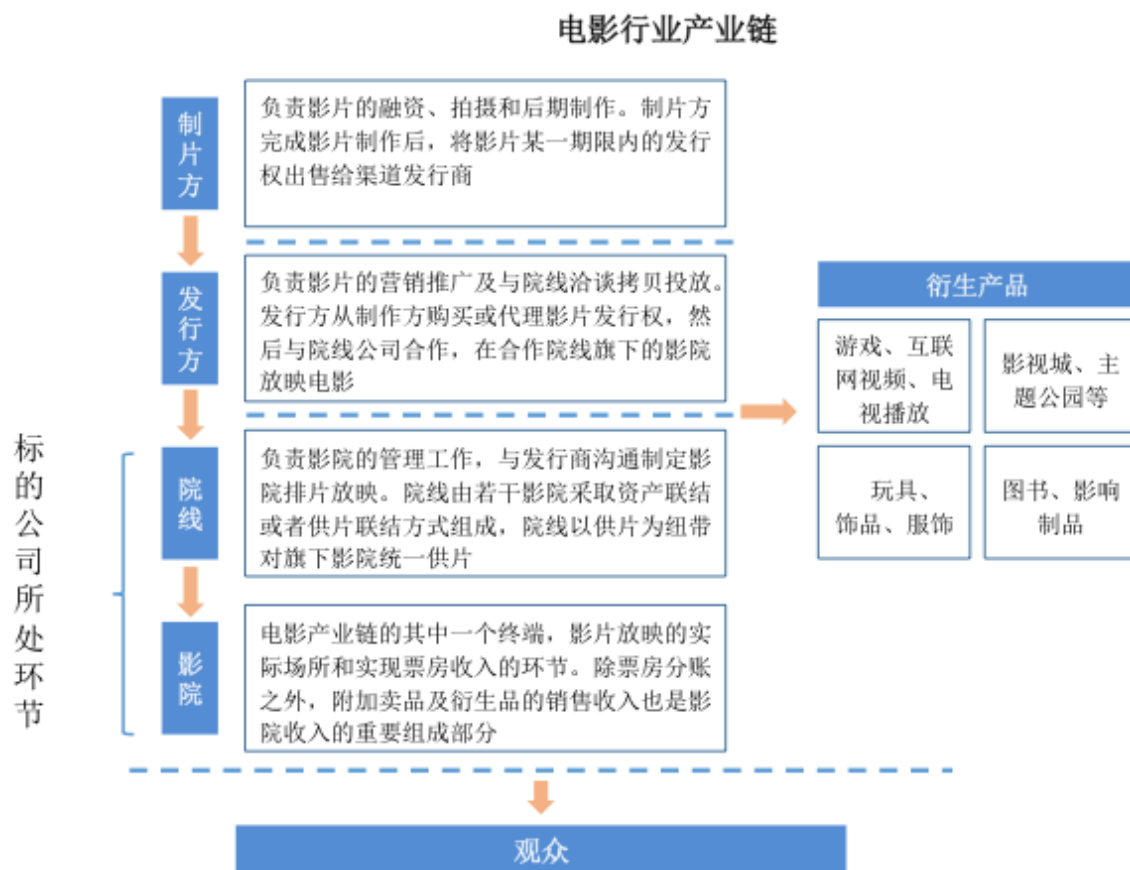 电影行业产业链
制片方
负责影片的融资、拍摄和后期制作。制片方
完成影片制作后，将影片某一期限内的发行
权出售给渠道发行商
发行方
负责影片的营销推广及与院线洽谈拷贝投放。
发行方从制作方购买或代理影片发行权，然
后与院线公司合作，在合作院线旗下的影院
放映电影
衍生产品
游戏、互联
网视频、电
视播放
影视城、主
题公园等
玩具、
饰品、服饰
图书、影响
制品
标的公司所处环节
院线
负责影院的管理工作，与发行商沟通制定影
院排片放映。院线由若干影院采取资产联结
或者供片联结方式组成，院线以供片为纽带
对旗下影院统一供片
影院
电影产业链的其中一个终端，影片放映的实
际场所和实现票房收入的环节。除票房分账
之外，附加卖品及衍生品的销售收入也是影
院收入的重要组成部分
观众